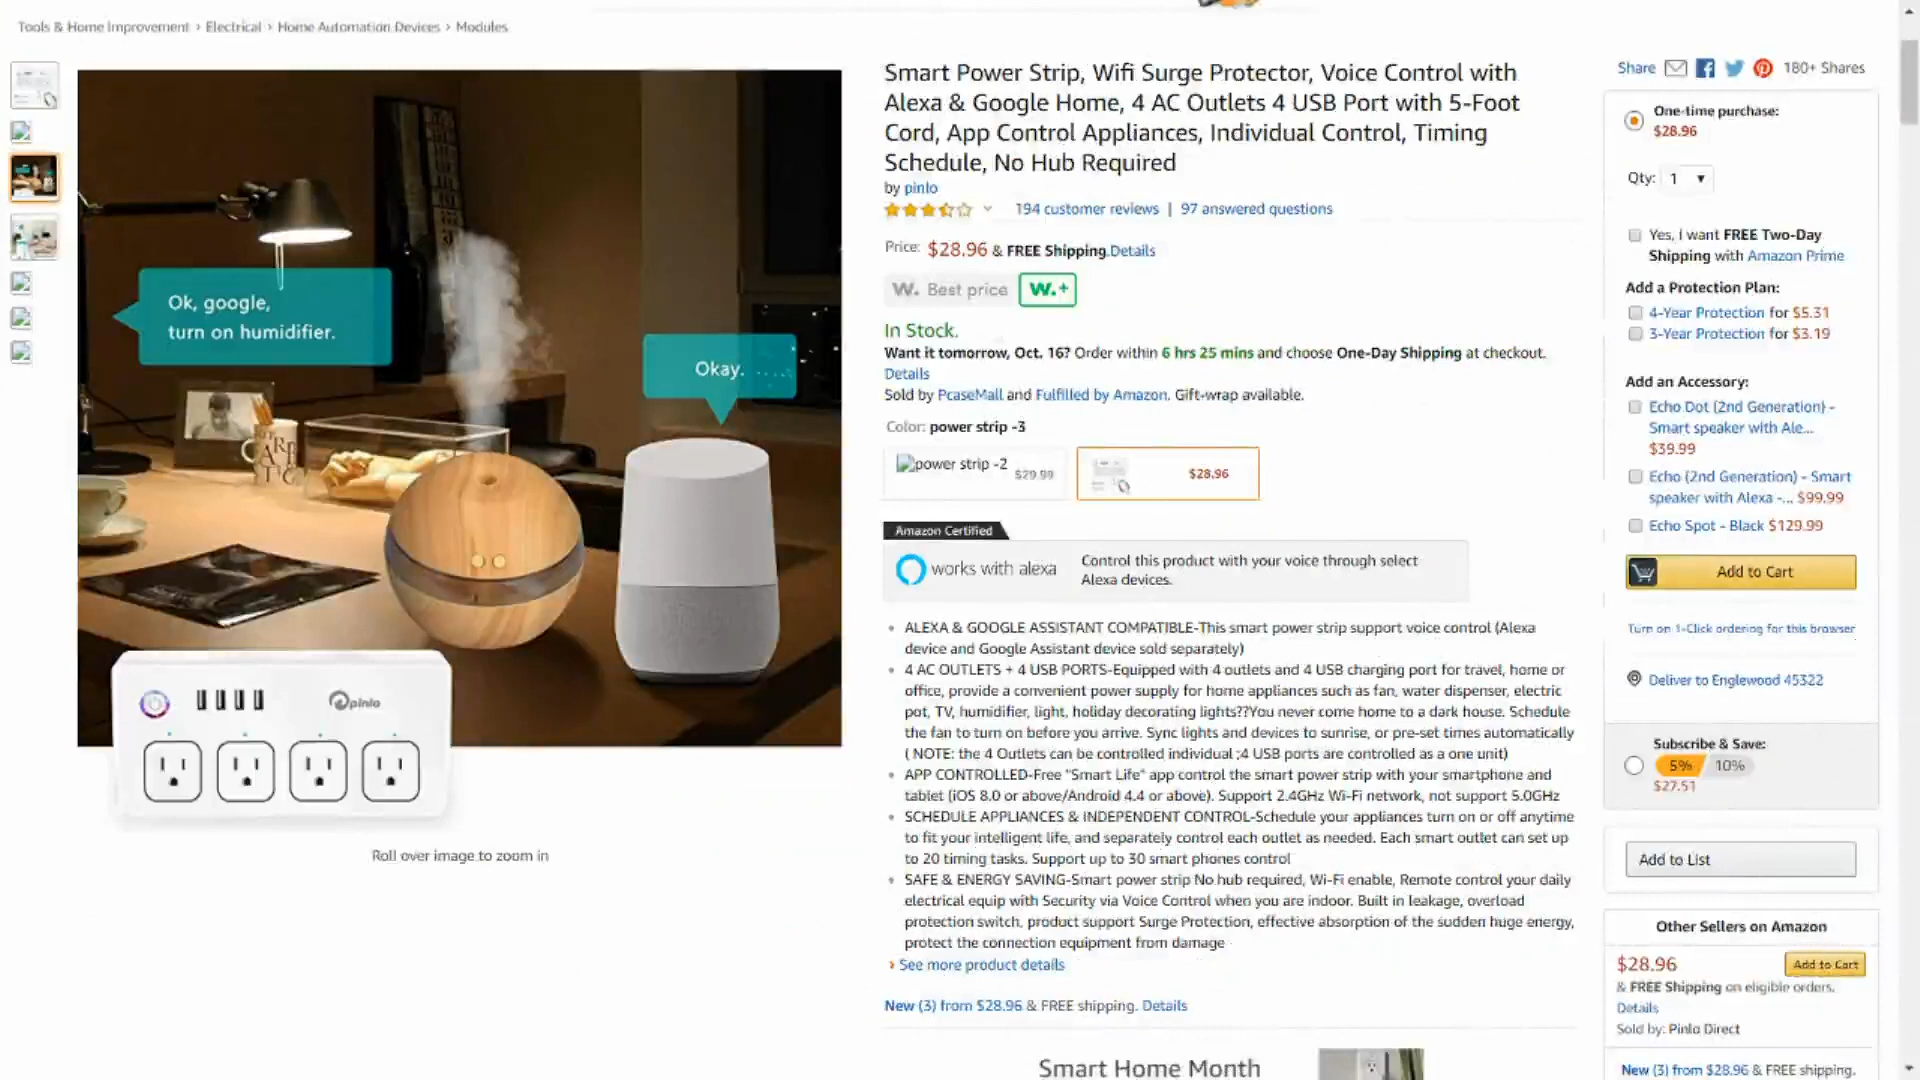 Tools & Home Improvement › Electrical › Home Automation Devices › Modules
Ok, google,
turn on humidifier.
Okay.
pinlo
Roll over image to zoom in
Smart Power Strip, Wifi Surge Protector, Voice Control with
Alexa & Google Home, 4 AC Outlets 4 USB Port with 5-Foot
Cord, App Control Appliances, Individual Control, Timing
Schedule, No Hub Required
by pinlo
194 customer reviews | 97 answered questions
Price: $28.96 & FREE Shipping. Details
W. Best price W.+
In Stock.
Want it tomorrow, Oct. 16? Order within 6 hrs 25 mins and choose One-Day Shipping at checkout.
Details
Sold by PcaseMall and Fulfilled by Amazon. Gift-wrap available.
Color: power strip -3
power strip -2 $29.99 $28.96
Amazon Certified
works with alexa
Control this product with your voice through select
Alexa devices.
• ALEXA & GOOGLE ASSISTANT COMPATIBLE-This smart power strip support voice control (Alexa
device and Google Assistant device sold separately)
• 4 AC OUTLETS + 4 USB PORTS-Equipped with 4 outlets and 4 USB charging port for travel, home or
office, provide a convenient power supply for home appliances such as fan, water dispenser, electric
pot, TV, humidifier, light, holiday decorating lights??You never come home to a dark house. Schedule
the fan to turn on before you arrive. Sync lights and devices to sunrise, or pre-set times automatically
( NOTE: the 4 Outlets can be controlled individual ;4 USB ports are controlled as a one unit)
• APP CONTROLLED-Free "Smart Life" app control the smart power strip with your smartphone and
tablet (iOS 8.0 or above/Android 4.4 or above). Support 2.4GHz Wi-Fi network, not support 5.0GHz
• SCHEDULE APPLIANCES & INDEPENDENT CONTROL-Schedule your appliances turn on or off anytime
to fit your intelligent life, and separately control each outlet as needed. Each smart outlet can set up
to 20 timing tasks. Support up to 30 smart phones control
• SAFE & ENERGY SAVING-Smart power strip No hub required, Wi-Fi enable, Remote control your daily
electrical equip with Security via Voice Control when you are indoor. Built in leakage, overload
protection switch, product support Surge Protection, effective absorption of the sudden huge energy,
protect the connection equipment from damage
› See more product details
New (3) from $28.96 & FREE shipping. Details
Smart Home Month
Share 180+ Shares
One-time purchase:
$28.96
Qty: 1
Yes, I want FREE Two-Day
Shipping with Amazon Prime
Add a Protection Plan:
4-Year Protection for $5.31
3-Year Protection for $3.19
Add an Accessory:
Echo Dot (2nd Generation) -
Smart speaker with Ale...
$39.99
Echo (2nd Generation) - Smart
speaker with Alexa -... $99.99
Echo Spot - Black $129.99
Add to Cart
Turn on 1-Click ordering for this browser
Deliver to Englewood 45322
Subscribe & Save:
5% 10%
$27.51
Add to List
Other Sellers on Amazon
$28.96 Add to Cart
& FREE Shipping on eligible orders.
Details
Sold by: Pinlo Direct
New (3) from $28.96 & FREE shipping.